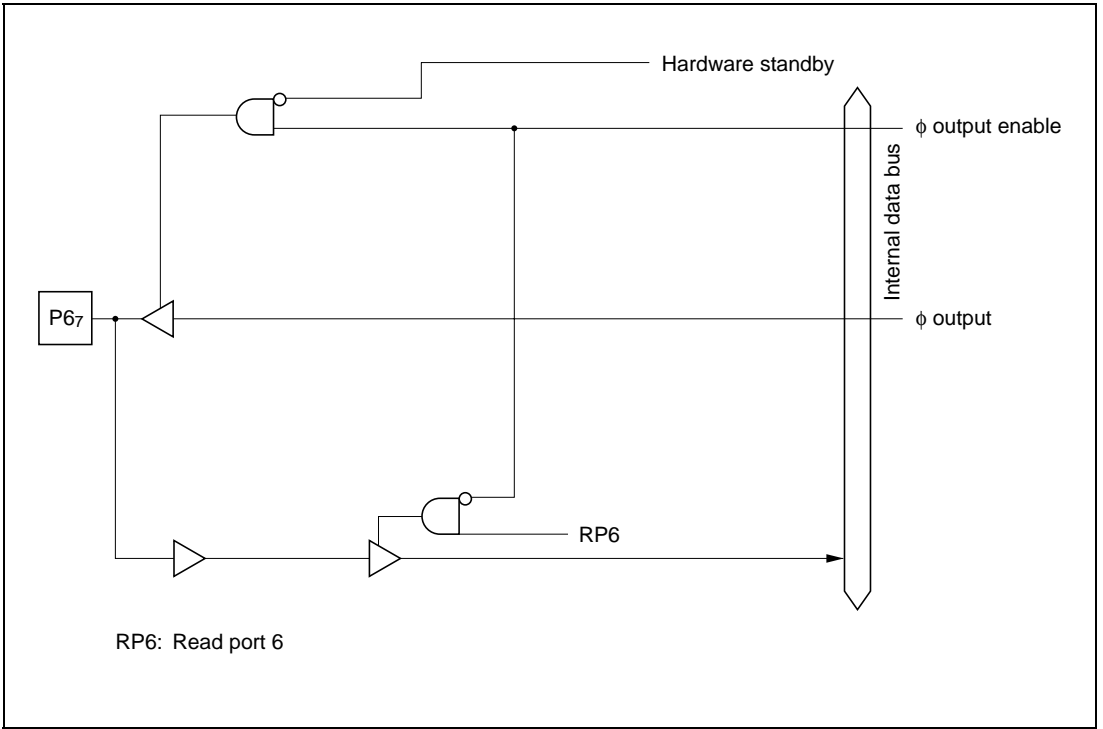 Hardware standby
ϕ output enable
Internal data bus
P67
ϕ output
RP6
RP6: Read port 6